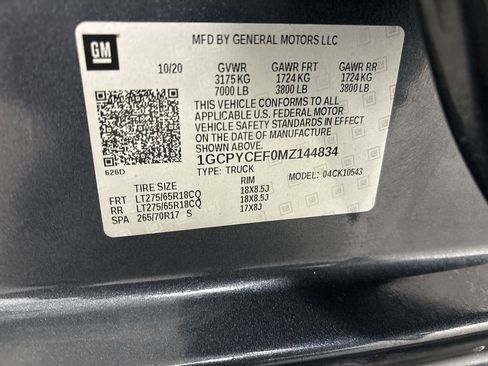 GM
MFD BY GENERAL MOTORS LLC
10/20 GVWR GAWR FRT GAWR RR
3175 KG 1724 KG 1724 KG
7000 LB 3800 LB 3800 LB
THIS VEHICLE CONFORMS TO ALL
APPLICABLE U.S. FEDERAL MOTOR
VEHICLE SAFETY STANDARDS IN
EFFECT ON THE DATE OF
MANUFACTURE SHOWN ABOVE.
1GCPYCEF0MZ144834
626D TYPE: TRUCK MODEL: 04CK10543
TIRE SIZE RIM
FRT LT275/65R18CQ 18X8.5J
RR LT275/65R18CQ 18X8.5J
SPA 265/70R17 S 17X8J